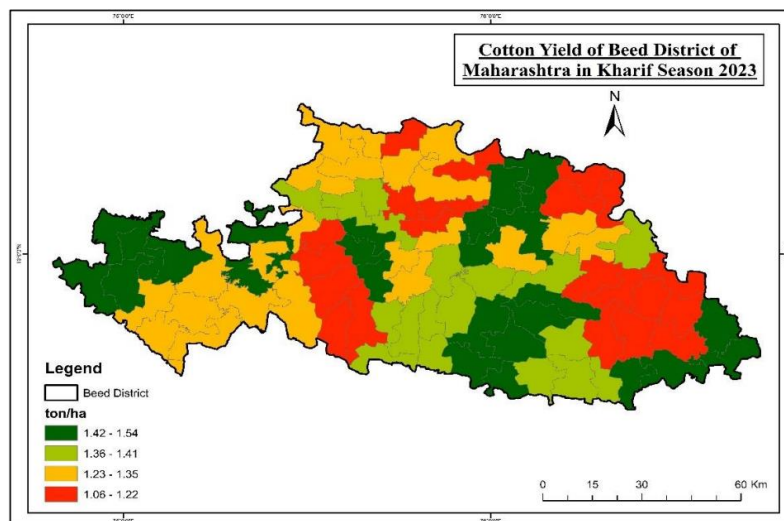 Cotton Yield of Beed District of
Maharashtra in Kharif Season 2023
N
Legend
Beed District
ton/ha
1.42 - 1.54
1.36 - 1.41
1.23 - 1.35
1.06 - 1.22
0 15 30 60 Km